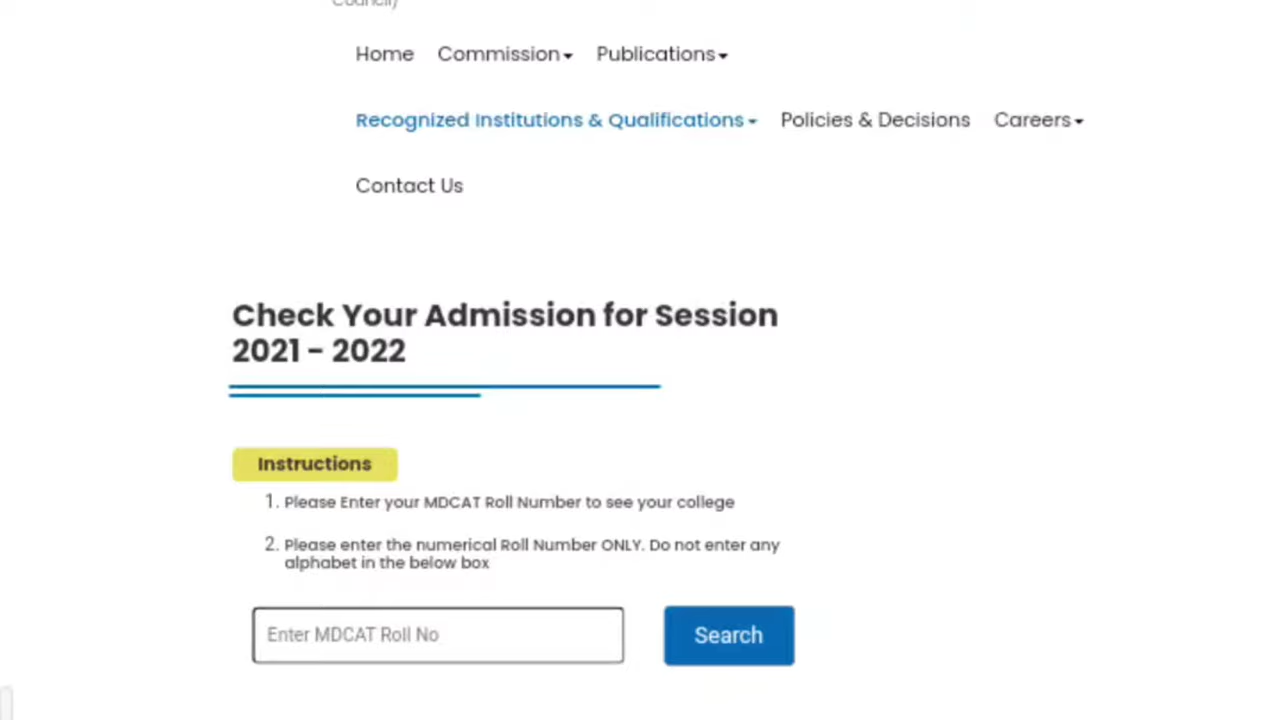 Council)
Home Commission Publications
Recognized Institutions & Qualifications Policies & Decisions Careers
Contact Us
Check Your Admission for Session
2021 - 2022
Instructions
1. Please Enter your MDCAT Roll Number to see your college
2. Please enter the numerical Roll Number ONLY. Do not enter any
alphabet in the below box
Enter MDCAT Roll No Search